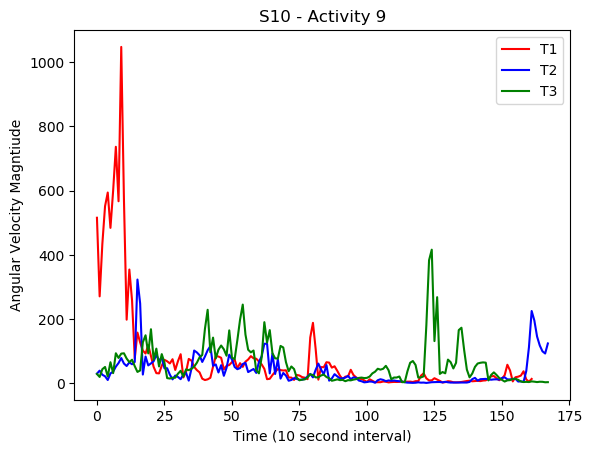 S10 - Activity 9
Angular Velocity Magntiude
1000
800
600
400
200
0
0
25
50
75
100
125
150
175
Time (10 second interval)
T1
T2
T3